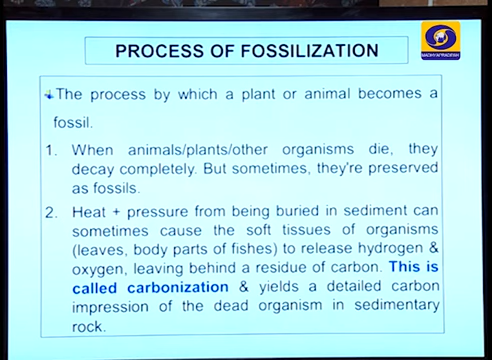 PROCESS OF FOSSILIZATION
MADHYAPRADESH
The process by which a plant or animal becomes a
fossil.
1. When animals/plants/other organisms die, they
decay completely. But sometimes, they're preserved
as fossils.
2. Heat + pressure from being buried in sediment can
sometimes cause the soft tissues of organisms
(leaves, body parts of fishes) to release hydrogen &
oxygen, leaving behind a residue of carbon. This is
called carbonization & yields a detailed carbon
impression of the dead organism in sedimentary
rock.